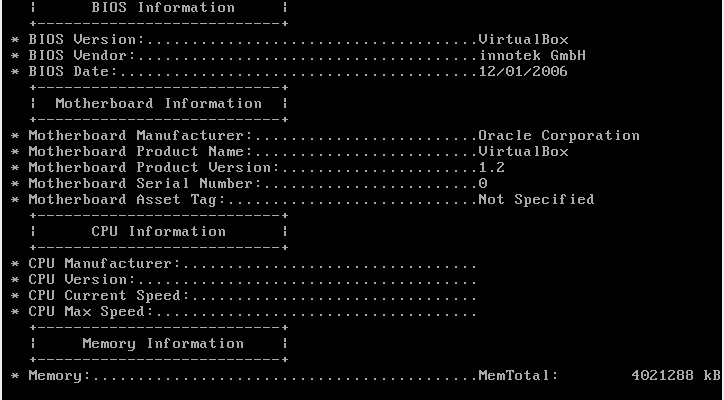 | BIOS Information |
+----------------------------+
* BIOS Version:.......................................VirtualBox
* BIOS Vendor:........................................innotek GmbH
* BIOS Date:..........................................12/01/2006
+----------------------------+
| Motherboard Information |
+----------------------------+
* Motherboard Manufacturer:..........................Oracle Corporation
* Motherboard Product Name:..........................VirtualBox
* Motherboard Product Version:.......................1.2
* Motherboard Serial Number:.........................0
* Motherboard Asset Tag:.............................Not Specified
+----------------------------+
| CPU Information |
+----------------------------+
* CPU Manufacturer:...................................
* CPU Version:........................................
* CPU Current Speed:..................................
* CPU Max Speed:......................................
+----------------------------+
| Memory Information |
+----------------------------+
* Memory:.............................................MemTotal: 4021288 kB